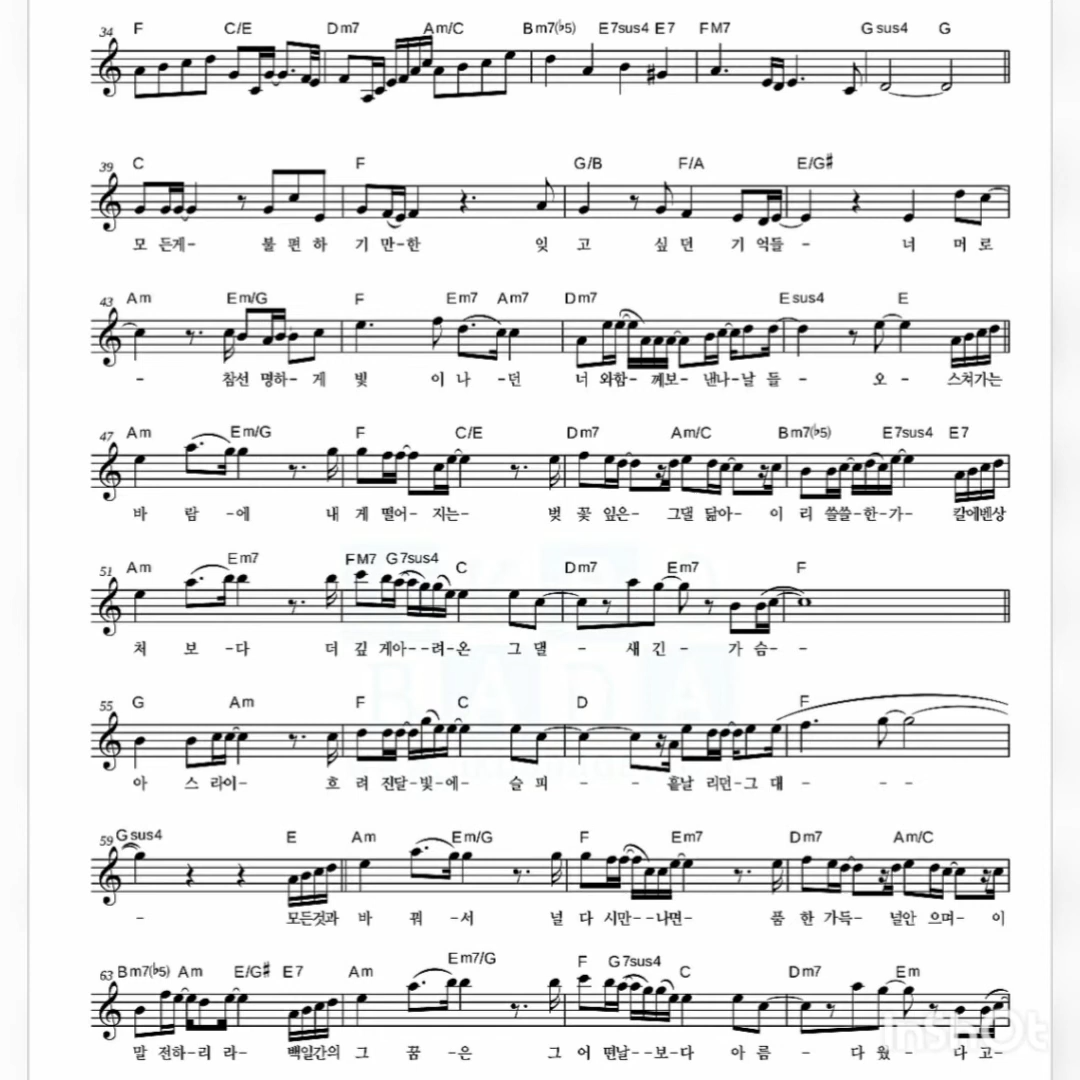 34 F C/E Dm7 Am/C Bm7(♭5) E7sus4 E7 FM7 Gsus4 G
39 C F G/B F/A E/G#
모 든게- 불 편 하 기 만-한 잊 고 싶 던 기 억들 - 너 머 로
43 Am Em/G F Em7 Am7 Dm7 Esus4 E
- 참선 명하- 게 빛 이 나 - 던 너 와함- 께보- 낸나-날 들 - 오 - 스쳐가는
47 Am Em/G F C/E Dm7 Am/C Bm7(♭5) E7sus4 E7
바 람 -에 내 게 떨어- 지는- 벚 꽃 잎은- 그댈 닮아- 이 리 쓸쓸-한-가- 칼에벤상
51 Am Em7 FM7 G7sus4 C Dm7 Em7 F
처 보 -다 더 깊 게아--려-온 그 댈 - 새 긴 - 가 슴- -
55 G Am F C D F
아 스 라이- 흐 려 진달-빛-에- 슬 피 - - 흩날 리던-그 대 - - -
59 Gsus4 E Am Em/G F Em7 Dm7 Am/C
- 모든것과 바 꿔 -서 널 다 시만--나면- 품 한 가득- 널안 으며- 이
63 Bm7(♭5) Am E/G# E7 Am Em7/G F G7sus4 C Dm7 Em
말 전하-리 라- 백일간의 그 꿈 -은 그 어 떤날--보-다 아 름 - 다 웠 - 다 고-
BADA
InShOt